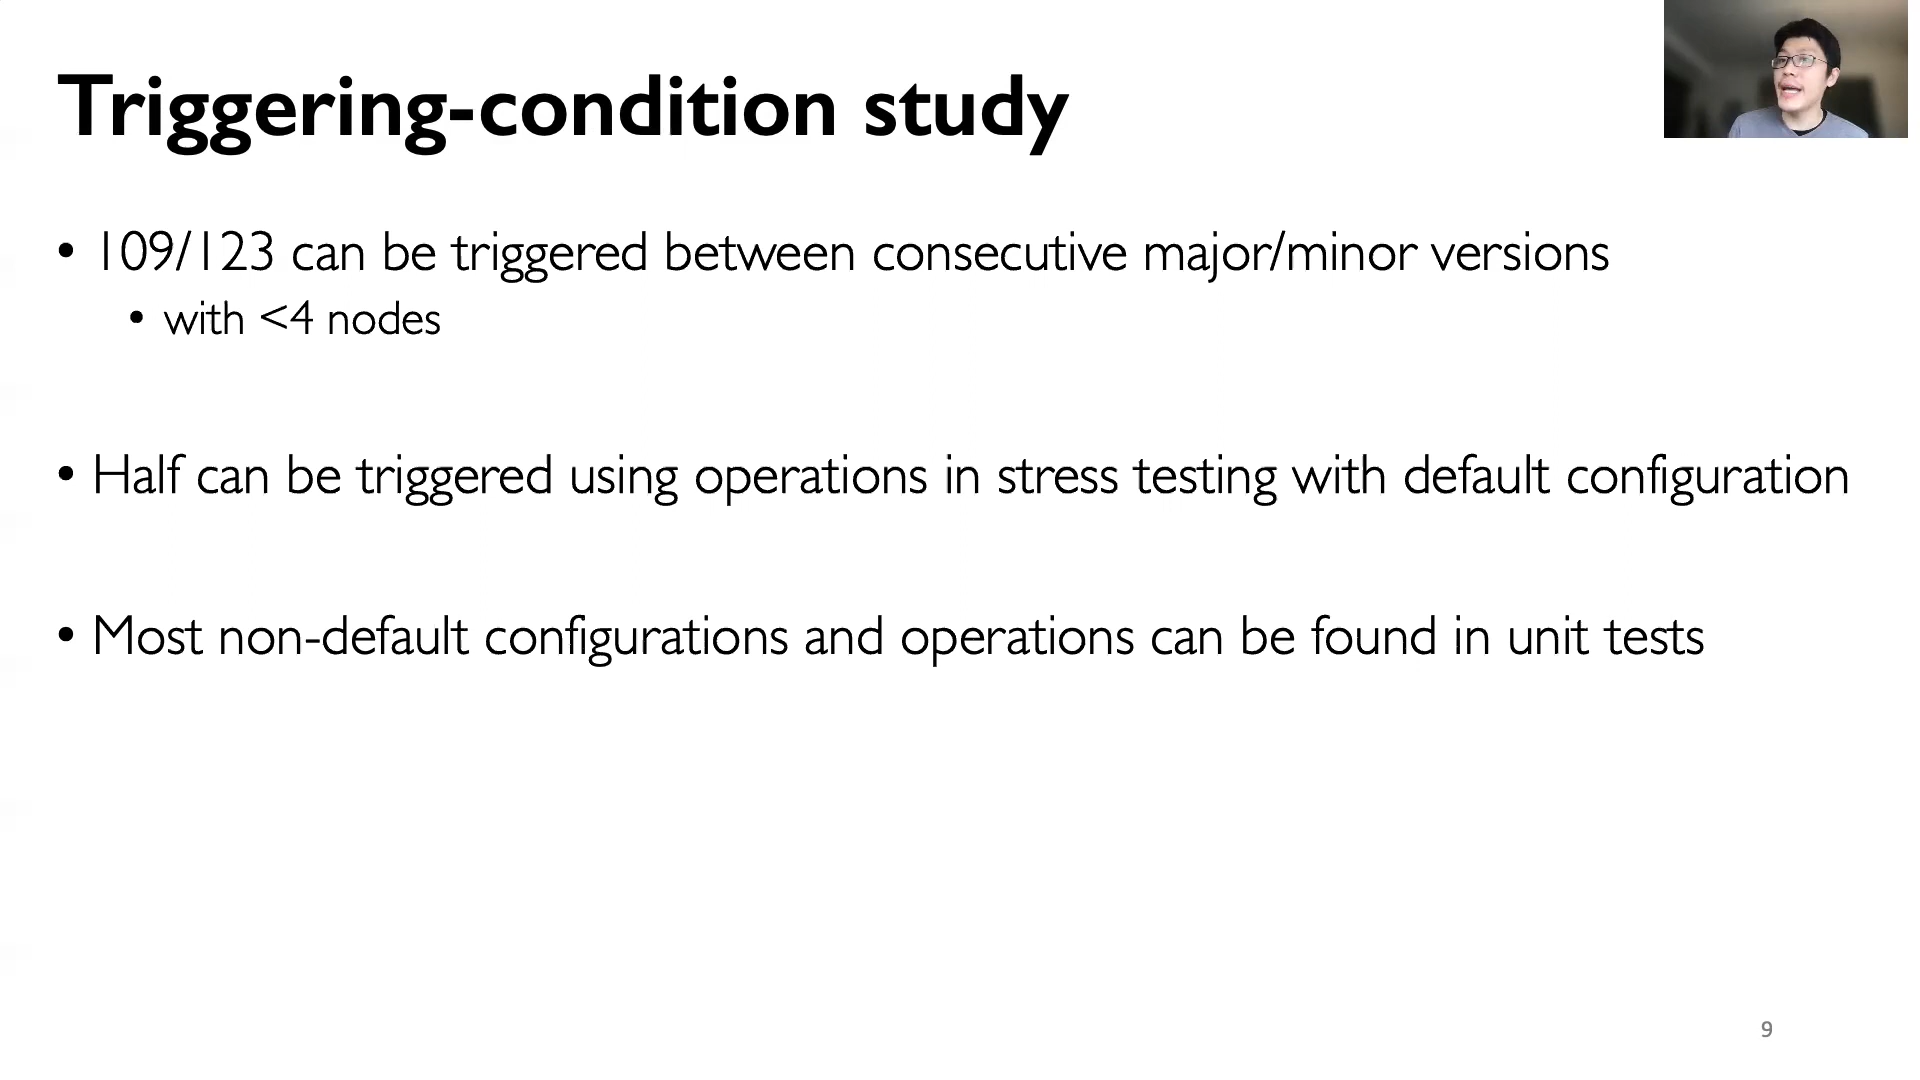 Triggering-condition study
• 109/123 can be triggered between consecutive major/minor versions
• with <4 nodes
• Half can be triggered using operations in stress testing with default configuration
• Most non-default configurations and operations can be found in unit tests
9